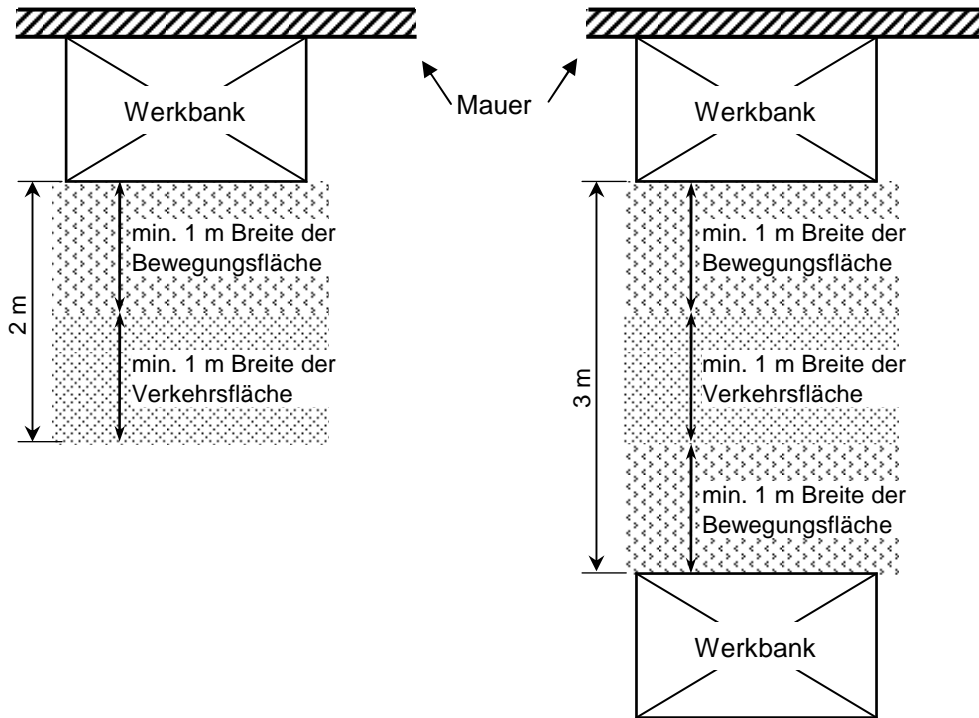 Werkbank
Mauer
Werkbank
min. 1 m Breite der
Bewegungsfläche
2 m
min. 1 m Breite der
Verkehrsfläche
min. 1 m Breite der
Bewegungsfläche
3 m
min. 1 m Breite der
Verkehrsfläche
min. 1 m Breite der
Bewegungsfläche
Werkbank